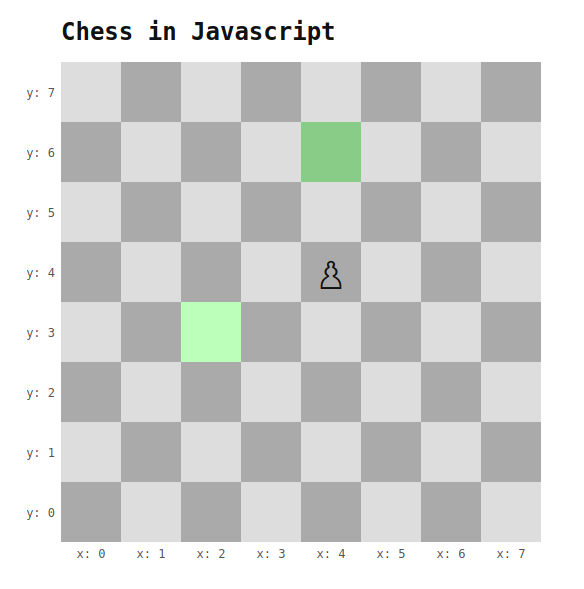 Chess in Javascript
y: 7
y: 6
y: 5
y: 4
y: 3
y: 2
y: 1
y: 0
x: 0 x: 1 x: 2 x: 3 x: 4 x: 5 x: 6 x: 7